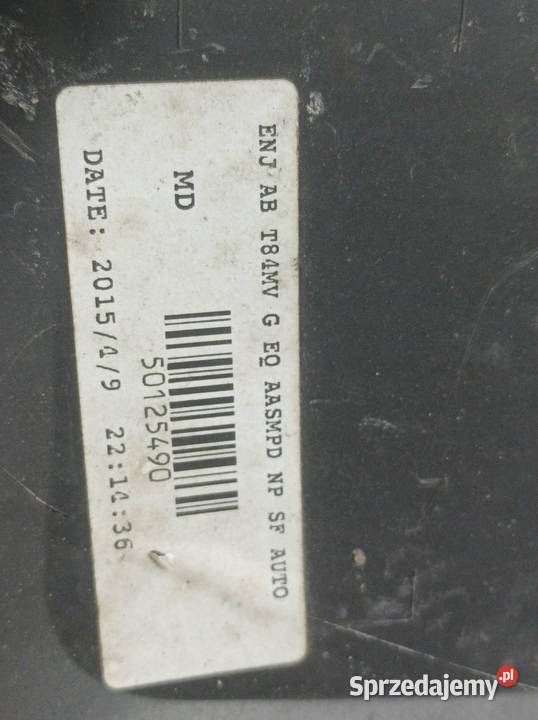 ENJ AB T84MV G EQ AASMPD NP SF AUTO
MD
50125490
DATE: 2015/4/9 22:14:36
Sprzedajemy.pl